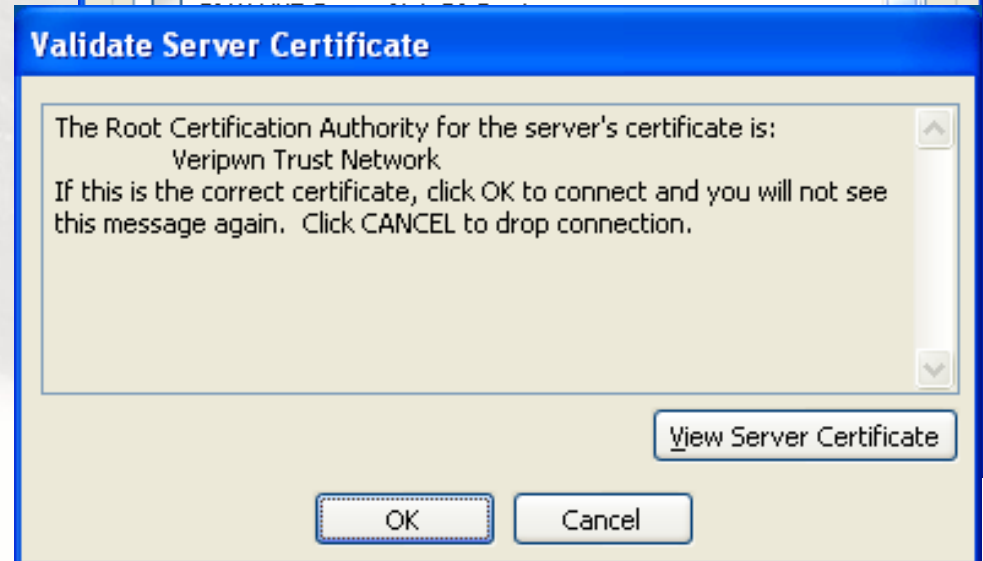 Validate Server Certificate
The Root Certification Authority for the server's certificate is:
Veripwn Trust Network
If this is the correct certificate, click OK to connect and you will not see
this message again.  Click CANCEL to drop connection.
View Server Certificate
OK
Cancel